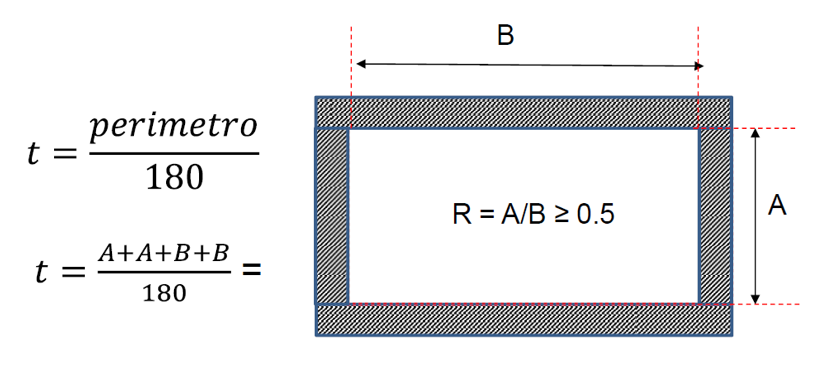 B
t = perimetro/180
R = A/B ≥ 0.5
A
t = A+A+B+B/180 =